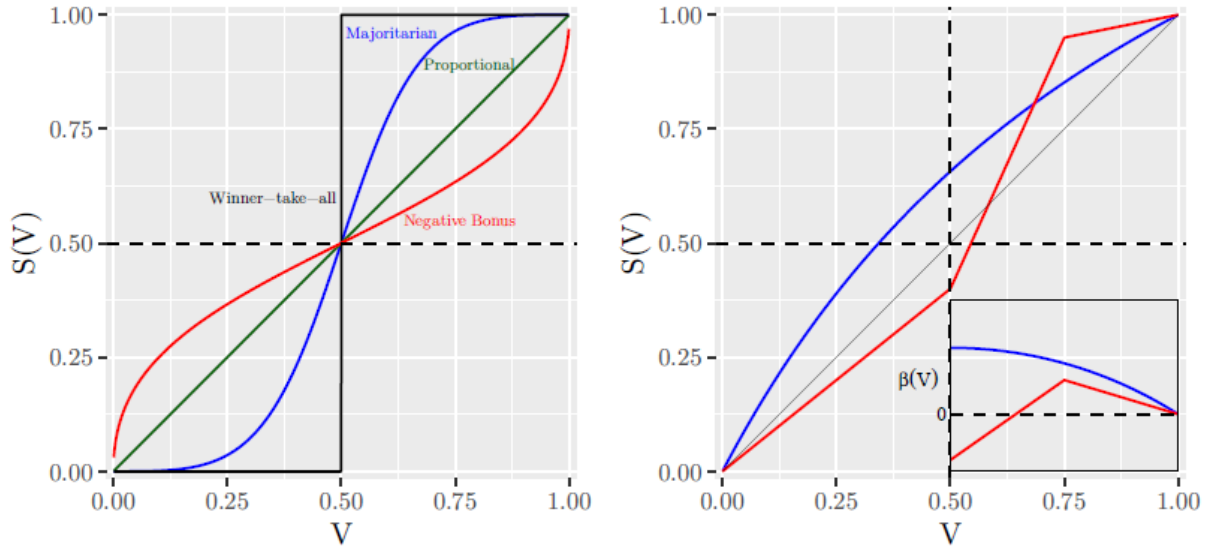 1.00
Majoritarian
Proportional
0.75
Winner−take−all
Negative Bonus
0.50
S(V)
0.25
0.00
0.00 0.25 0.50 0.75 1.00
V
1.00
0.75
0.50
S(V)
0.25
β(V)
0
0.00
0.00 0.25 0.50 0.75 1.00
V